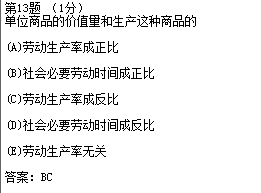 第13题 （1分）
单位商品的价值量和生产这种商品的
(A)劳动生产率成正比
(B)社会必要劳动时间成正比
(C)劳动生产率成反比
(D)社会必要劳动时间成反比
(E)劳动生产率无关
答案：BC